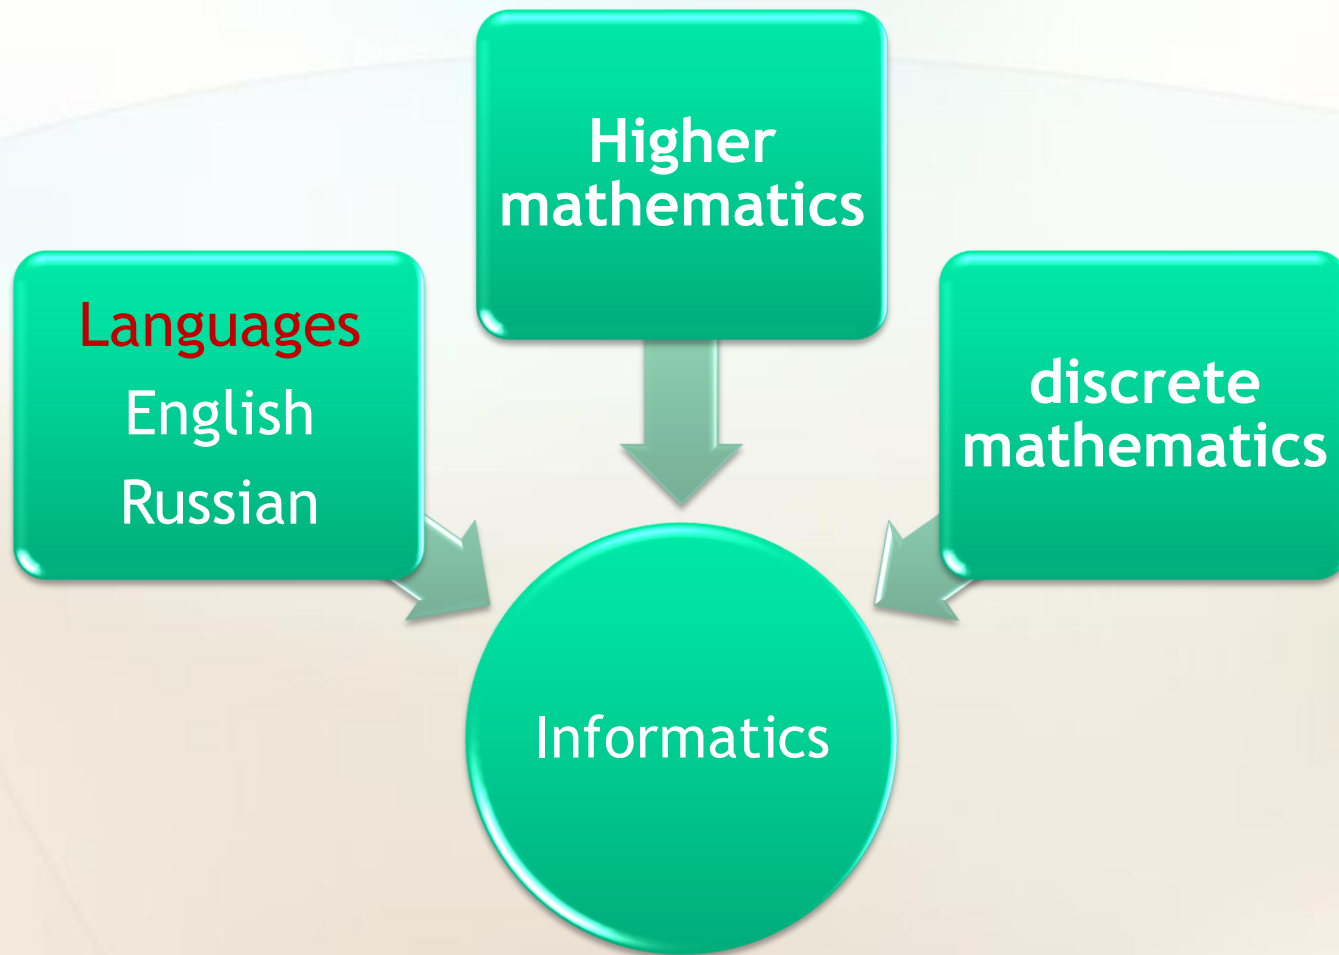 Higher
mathematics
Languages
English
Russian
discrete
mathematics
Informatics